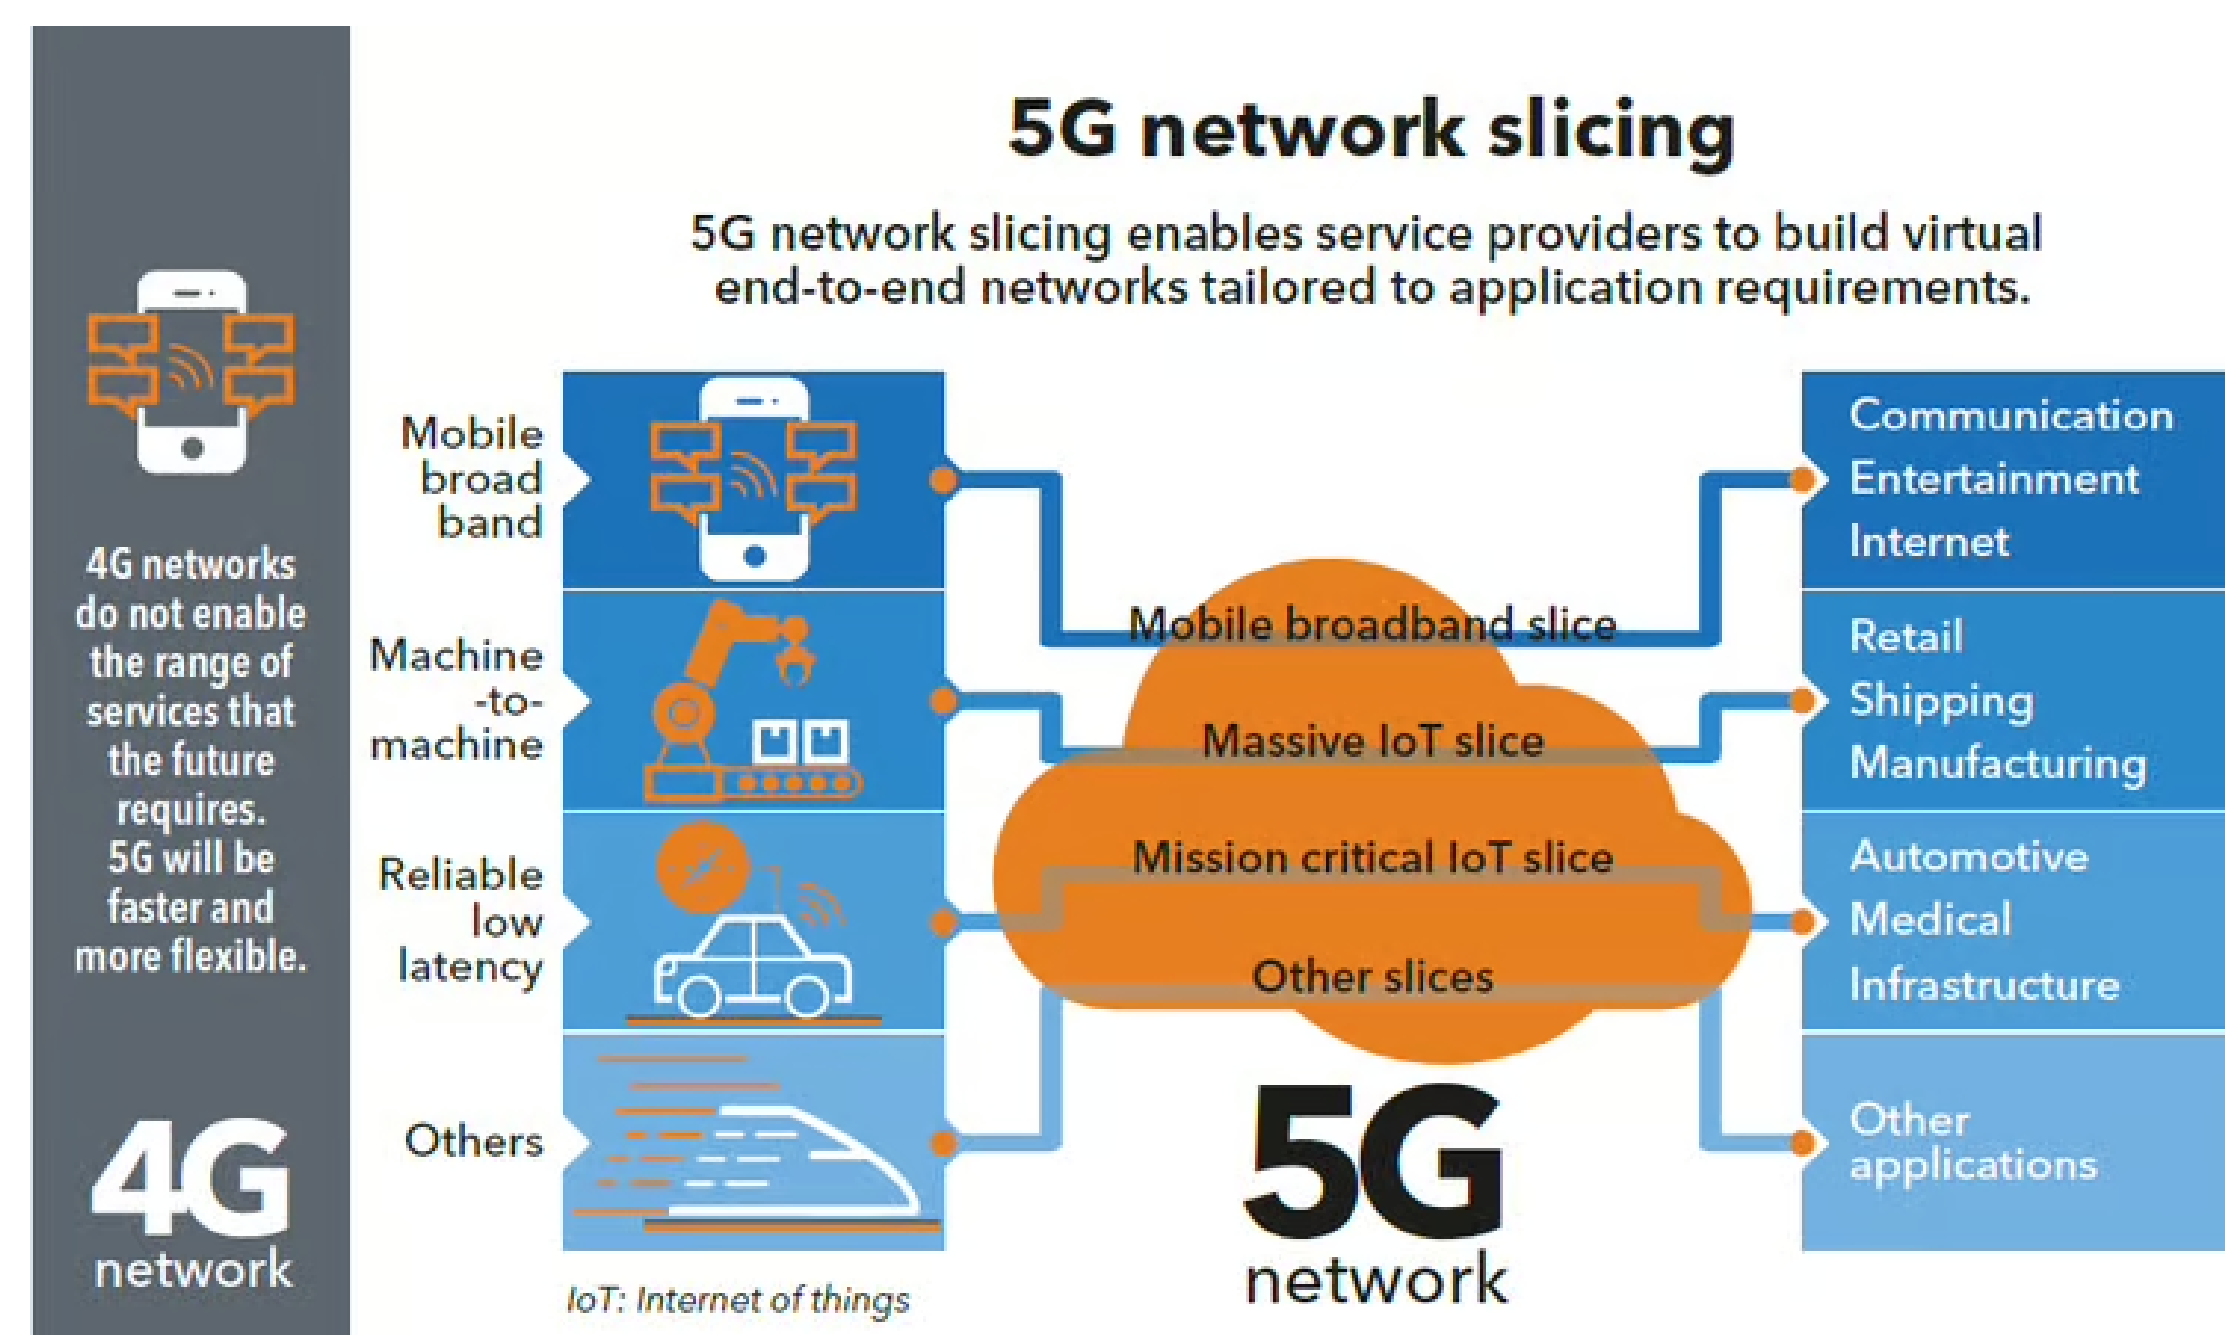 5G network slicing
5G network slicing enables service providers to build virtual
end-to-end networks tailored to application requirements.
4G networks
do not enable
the range of
services that
the future
requires.
5G will be
faster and
more flexible.
4G
network
Mobile
broad
band
Machine
-to-
machine
Reliable
low
latency
Others
IoT: Internet of things
Mobile broadband slice
Massive IoT slice
Mission critical IoT slice
Other slices
5G
network
Communication
Entertainment
Internet
Retail
Shipping
Manufacturing
Automotive
Medical
Infrastructure
Other
applications